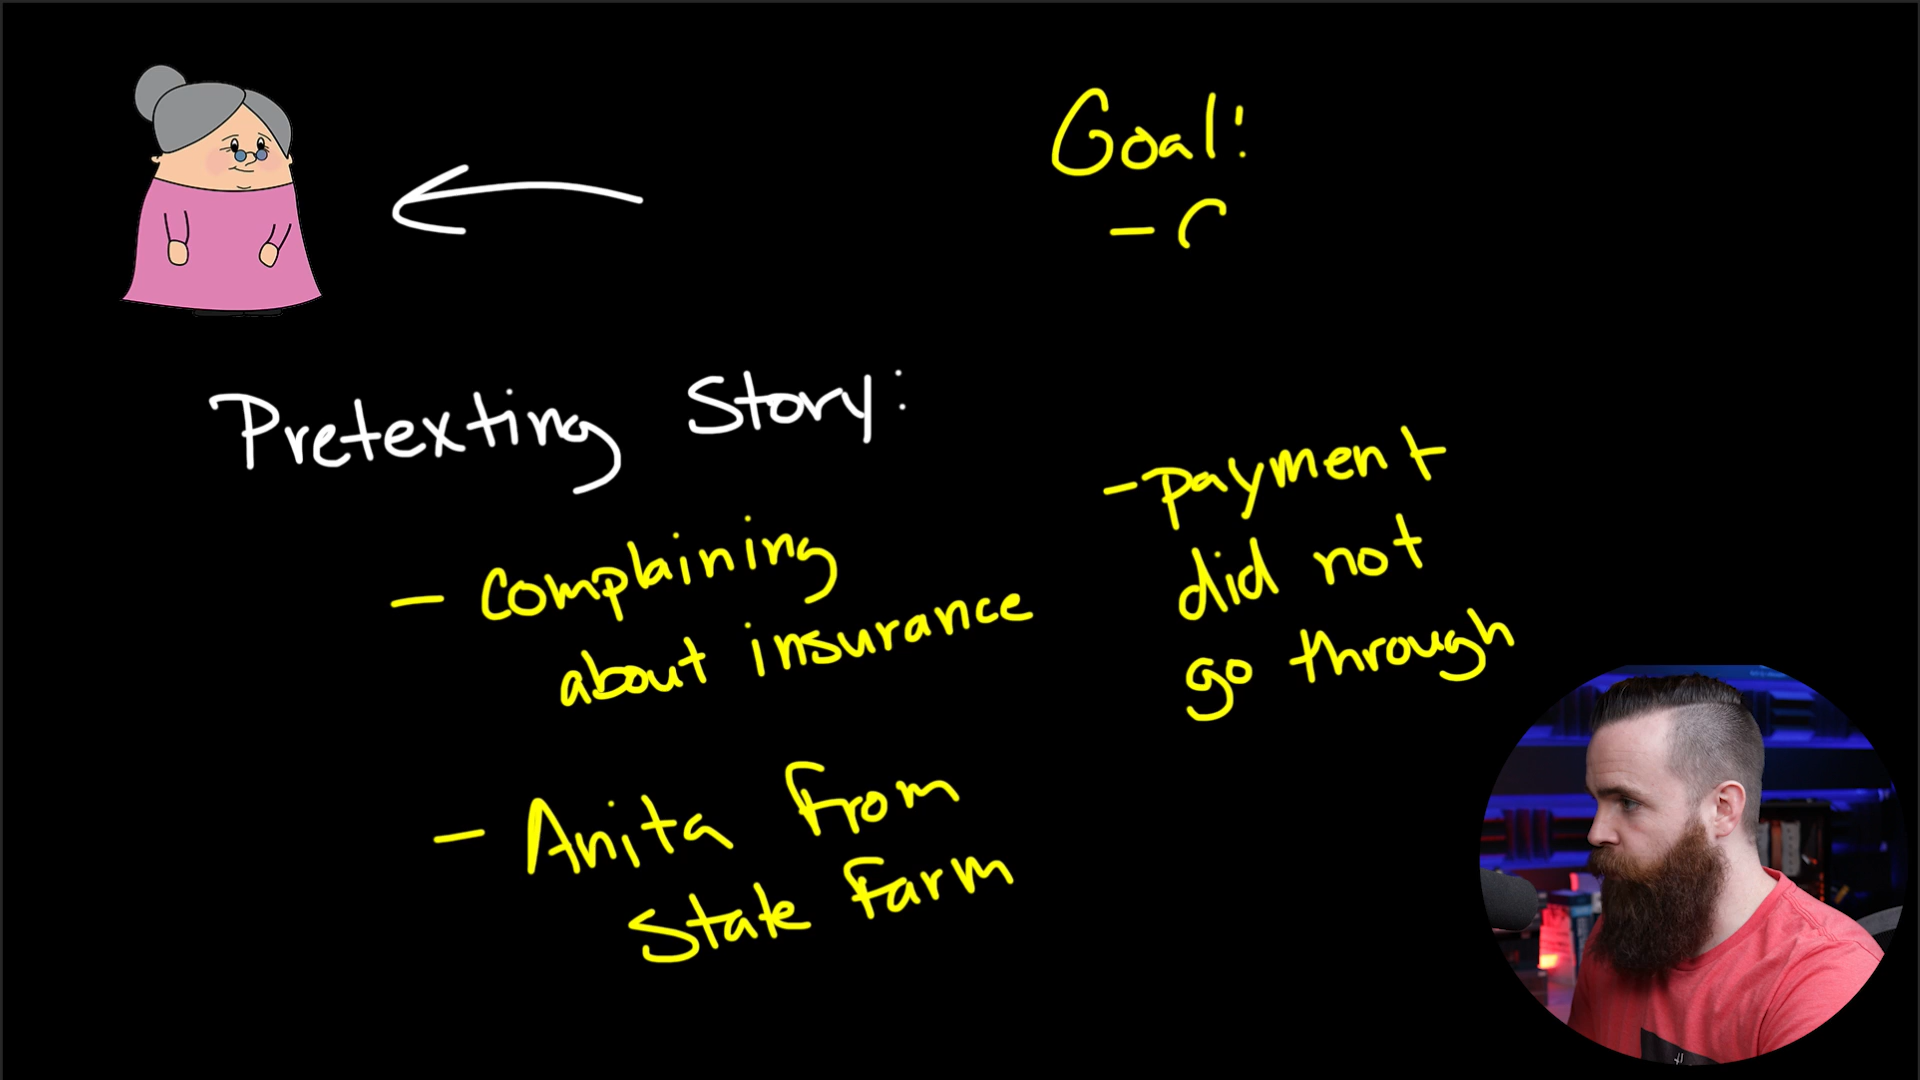 Goal:
-
Pretexting Story:
- Complaining
about insurance
- Anita From
State Farm
- Payment
did not
go through